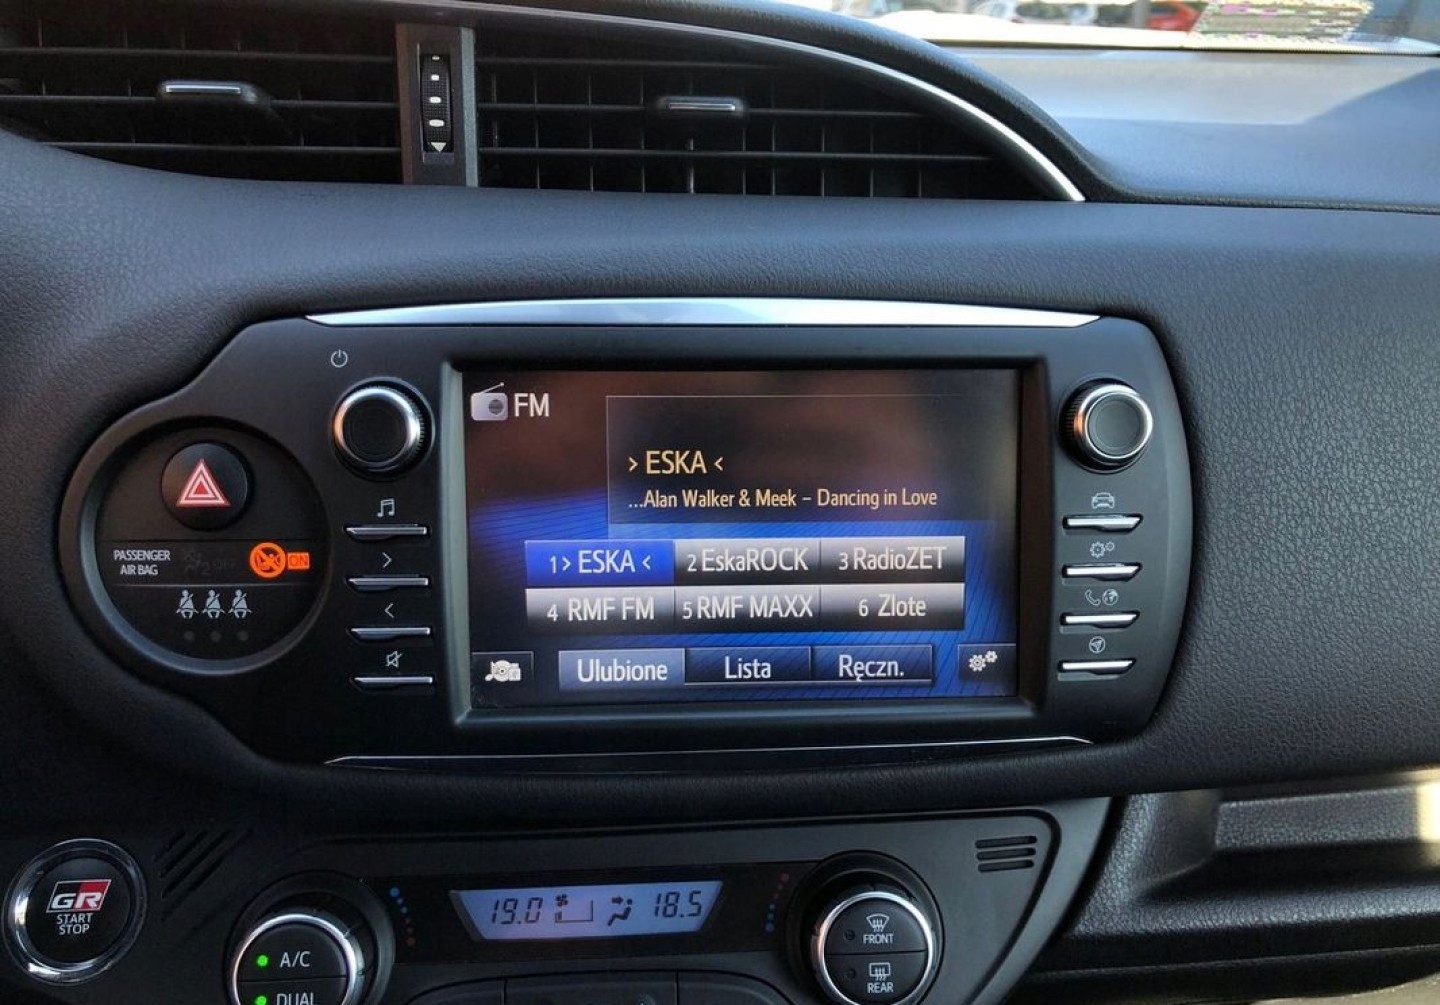 FM
> ESKA <
...Alan Walker & Meek – Dancing in Love
1 > ESKA <
2 EskaROCK
3 RadioZET
4 RMF FM
5 RMF MAXX
6 Zlote
Ulubione
Lista
Ręczn.
PASSENGER
AIR BAG
ON
GR
START
STOP
A/C
DUAL
19.0
18.5
FRONT
REAR